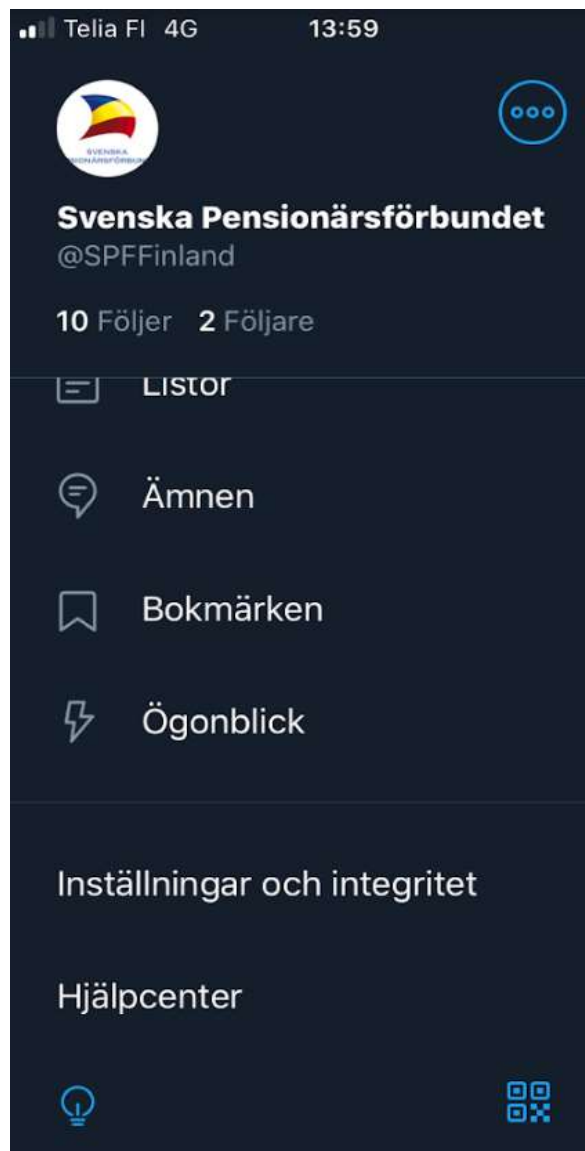 Telia FI 4G 13:59
SVENSKA
Svenska Pensionärsförbundet
@SPFFinland
10 Följer 2 Följare
Listor
Ämnen
Bokmärken
Ögonblick
Inställningar och integritet
Hjälpcenter